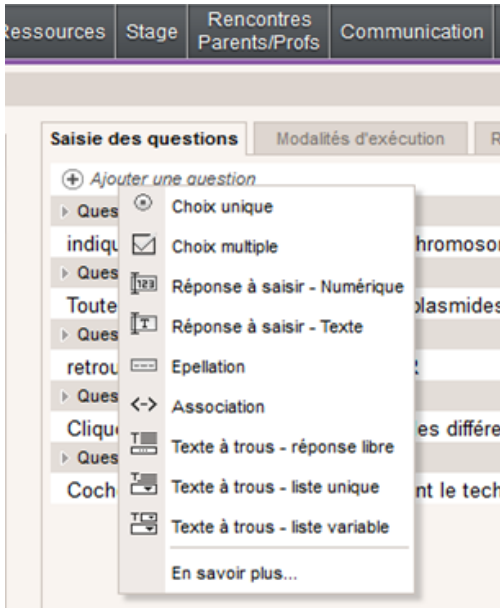 Ressources Stage Rencontres Parents/Profs Communication
Saisie des questions Modalités d'exécution R
Ajouter une question
Ques
Choix unique
indiqu hromoso
Choix multiple
Ques
Réponse à saisir - Numérique
Toute plasmides
Réponse à saisir - Texte
Ques
retrou
Epellation
Ques
Association
Clique es différe
Texte à trous - réponse libre
Ques
Texte à trous - liste unique
Coch nt le tech
Texte à trous - liste variable
En savoir plus...